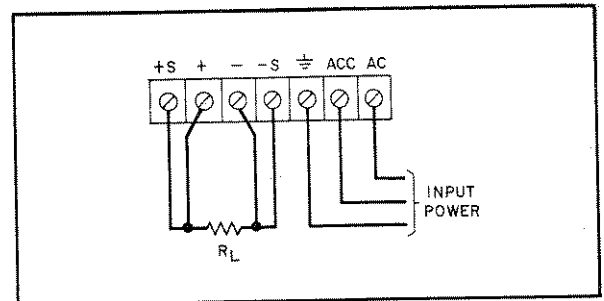 +S + − −S ⏚ ACC AC
INPUT
POWER
RL